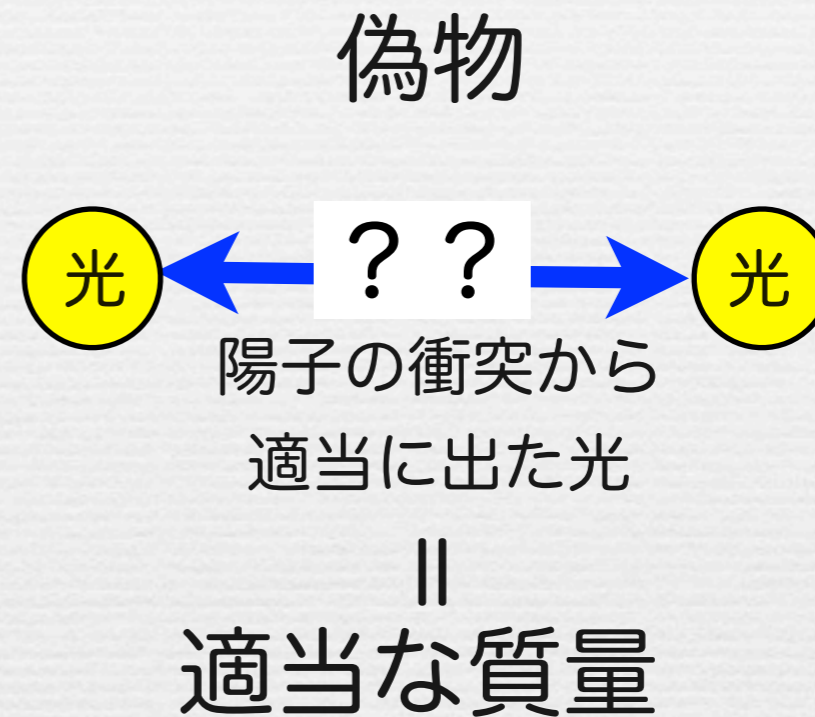 偽物
光 ？？ 光
陽子の衝突から
適当に出た光
＝
適当な質量